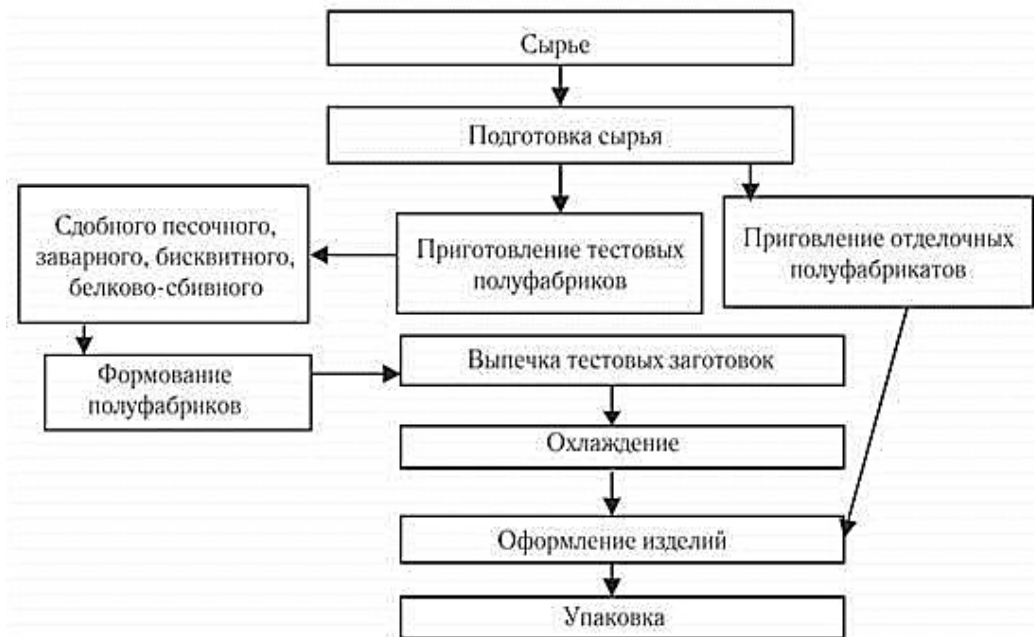 Сырье
Подготовка сырья
Сдобного песочного,
заварного, бисквитного,
белково-сбивного
Приготовление тестовых
полуфабриков
Приговление отделочных
полуфабрикатов
Формование
полуфабриков
Выпечка тестовых заготовок
Охлаждение
Оформление изделий
Упаковка